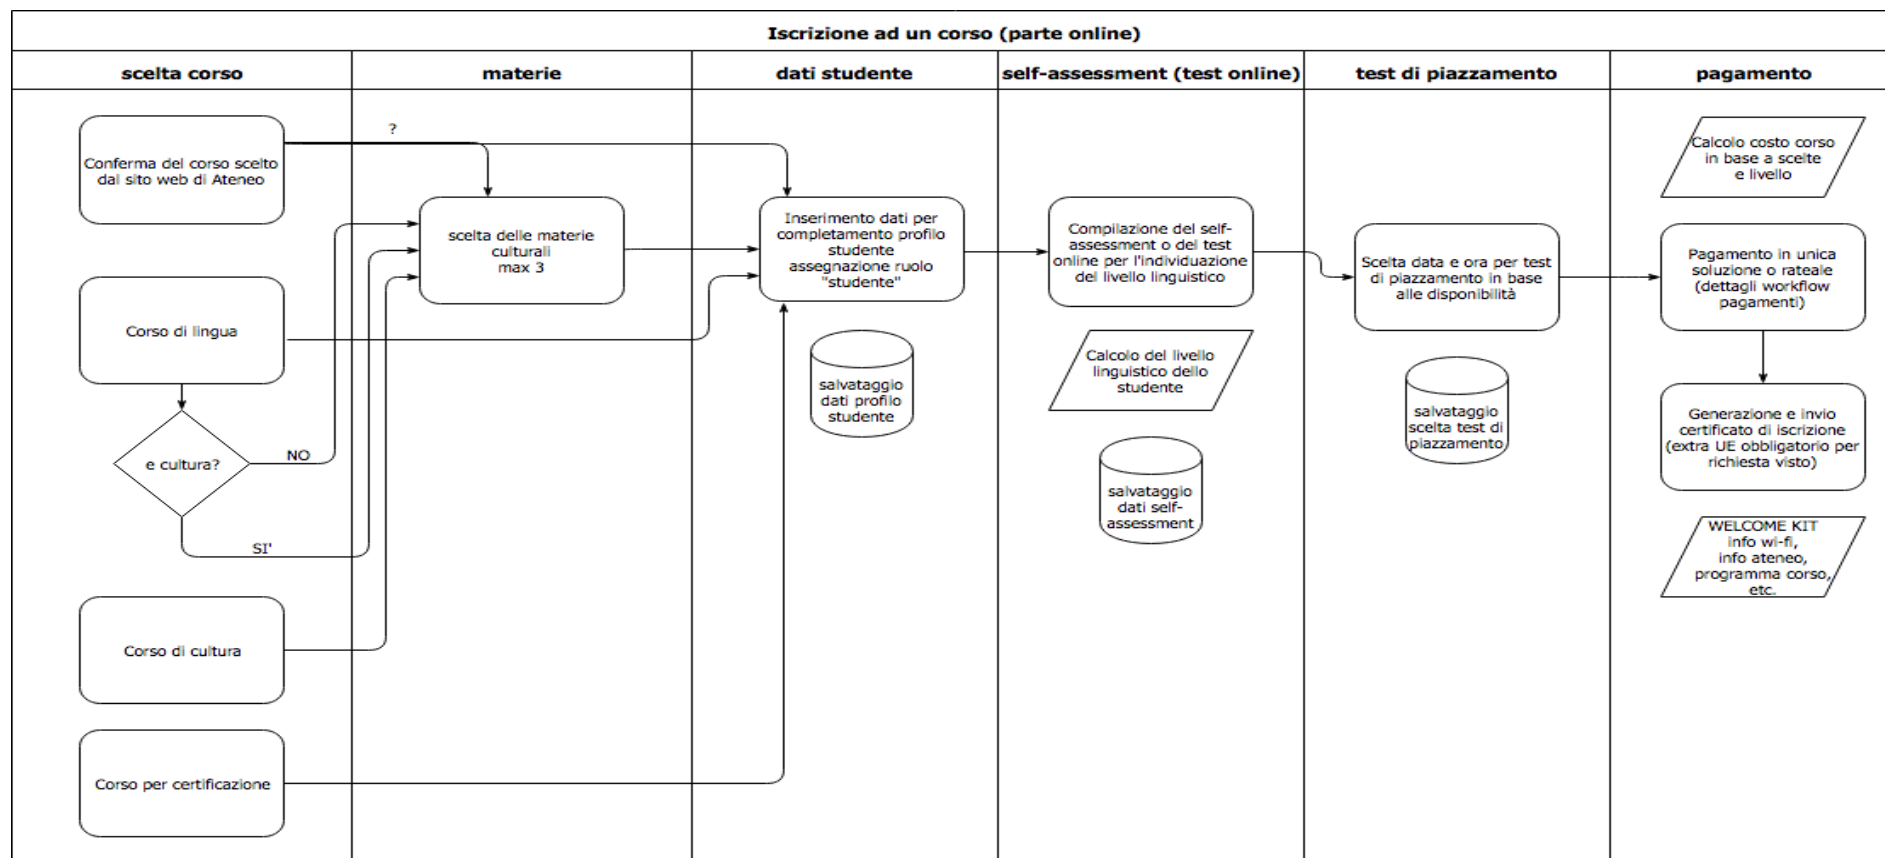 Iscrizione ad un corso (parte online)
scelta corso
materie
dati studente
self-assessment (test online)
test di piazzamento
pagamento
Conferma del corso scelto
dal sito web di Ateneo
?
Corso di lingua
e cultura?
NO
SI'
Corso di cultura
Corso per certificazione
scelta delle materie
culturali
max 3
Inserimento dati per
completamento profilo
studente
assegnazione ruolo
"studente"
salvataggio
dati profilo
studente
Compilazione del self-
assessment o del test
online per l'individuazione
del livello linguistico
Calcolo del livello
linguistico dello
studente
salvataggio
dati self-
assessment
Scelta data e ora per test
di piazzamento in base
alle disponibilità
salvataggio
scelta test di
piazzamento
Calcolo costo corso
in base a scelte
e livello
Pagamento in unica
soluzione o rateale
(dettagli workflow
pagamenti)
Generazione e invio
certificato di iscrizione
(extra UE obbligatorio per
richiesta visto)
WELCOME KIT
info wi-fi,
info ateneo,
programma corso,
etc.